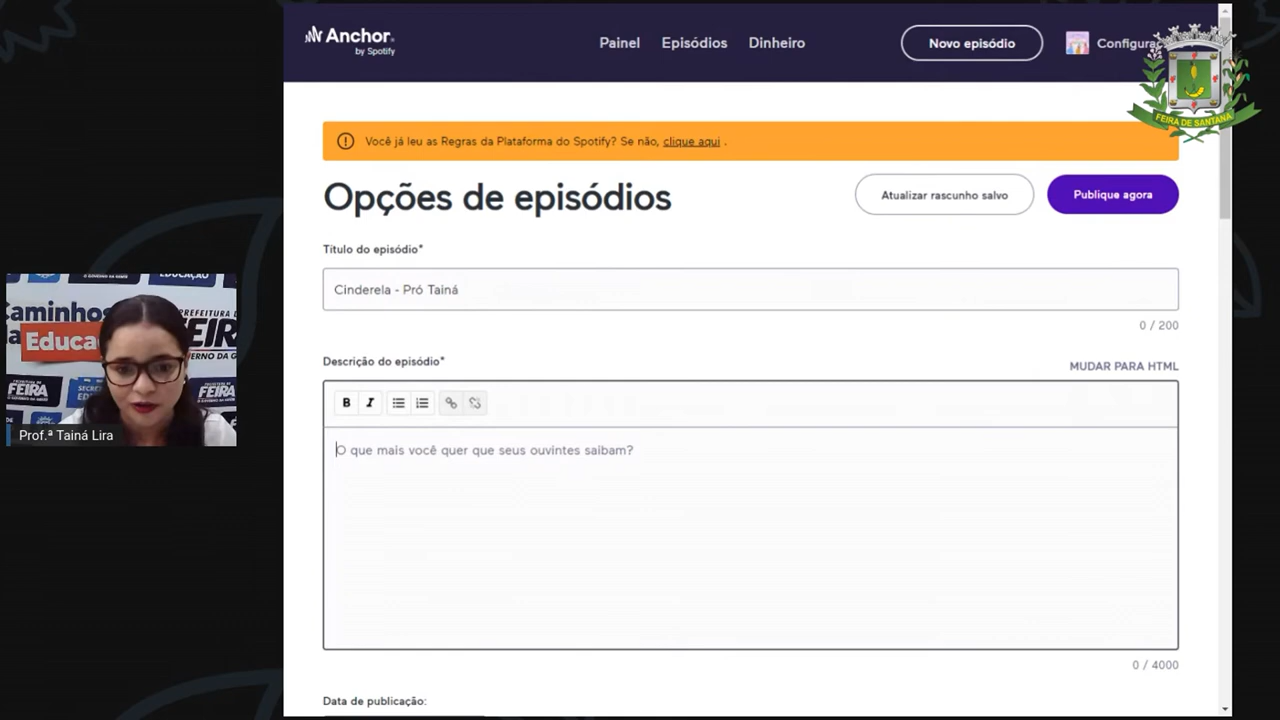 Anchor
by Spotify
Painel
Episódios
Dinheiro
Novo episódio
FEIRA DE SANTANA
Você já leu as Regras da Plataforma do Spotify? Se não, clique aqui .
Opções de episódios
Atualizar rascunho salvo
Publique agora
Título do episódio*
Cinderela - Pró Tainá
0 / 200
Descrição do episódio*
MUDAR PARA HTML
B I
O que mais você quer que seus ouvintes saibam?
0 / 4000
Data de publicação:
EDUCAÇÃO
Caminhos
PREFEITURA DE
Educa
FEIRA
FEIRA
Prof.ª Tainá Lira